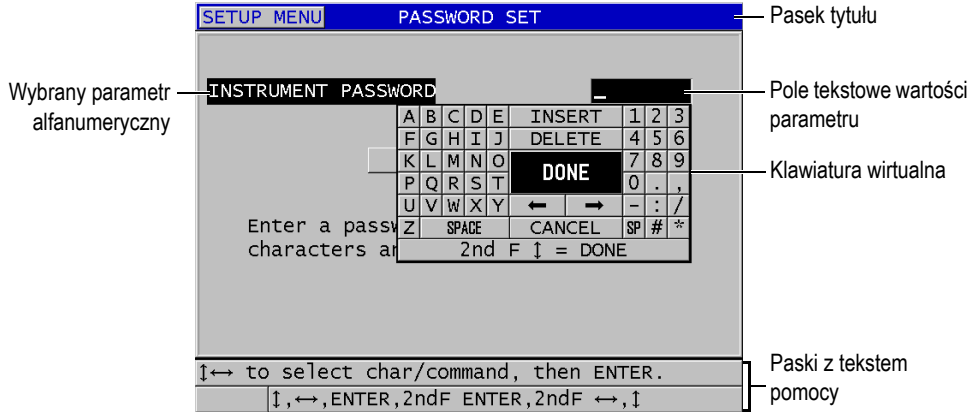 SETUP MENU PASSWORD SET
Pasek tytułu
Wybrany parametr
alfanumeryczny
INSTRUMENT PASSWORD _
Pole tekstowe wartości
parametru
A B C D E INSERT 1 2 3
F G H I J DELETE 4 5 6
K L M N O DONE 7 8 9
P Q R S T 0 . ,
U V W X Y ← → - : /
Z SPACE CANCEL SP # *
2nd F ↕ = DONE
Klawiatura wirtualna
Enter a passw
characters an
↕↔ to select char/command, then ENTER.
↕,↔,ENTER,2ndF ENTER,2ndF ↔,↕
Paski z tekstem
pomocy